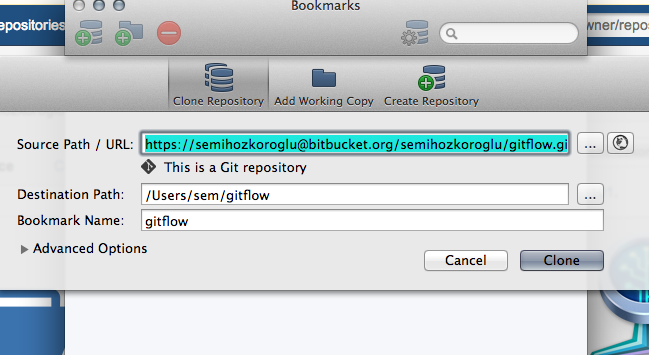 Bookmarks
epositories
wner/repos
Clone Repository
Add Working Copy
Create Repository
Source Path / URL:
https://semihozkoroglu@bitbucket.org/semihozkoroglu/gitflow.gi
...
This is a Git repository
Destination Path:
/Users/sem/gitflow
...
Bookmark Name:
gitflow
Advanced Options
Cancel
Clone